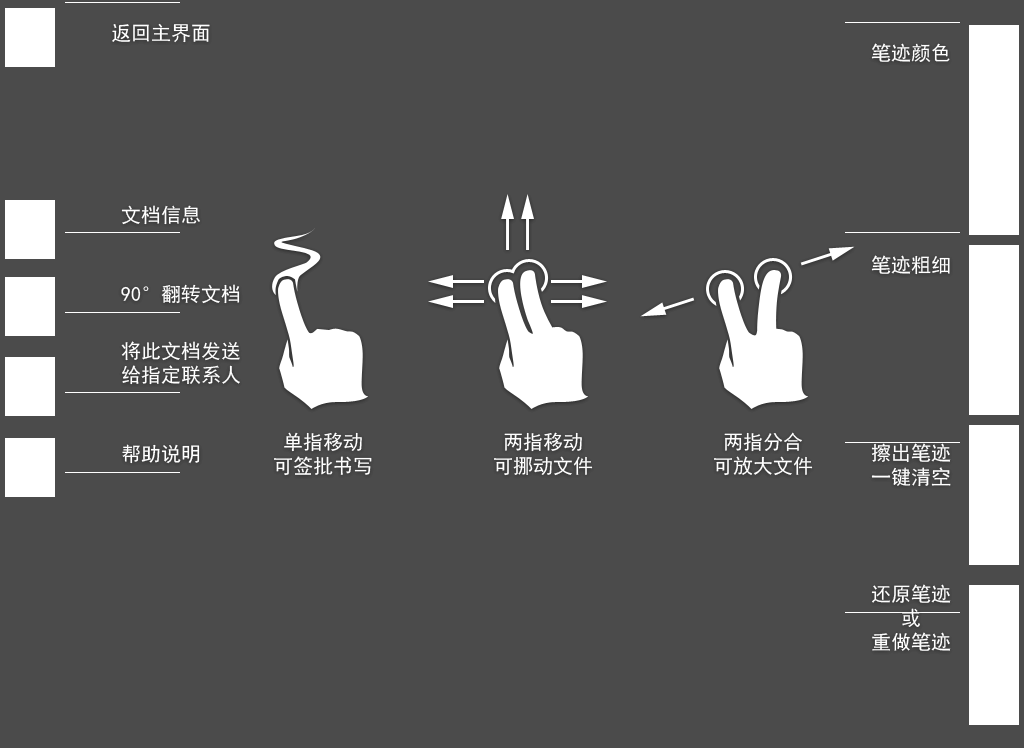 返回主界面
文档信息
90°翻转文档
将此文档发送
给指定联系人
帮助说明
单指移动
可签批书写
两指移动
可挪动文件
两指分合
可放大文件
笔迹颜色
笔迹粗细
擦出笔迹
一键清空
还原笔迹
或
重做笔迹